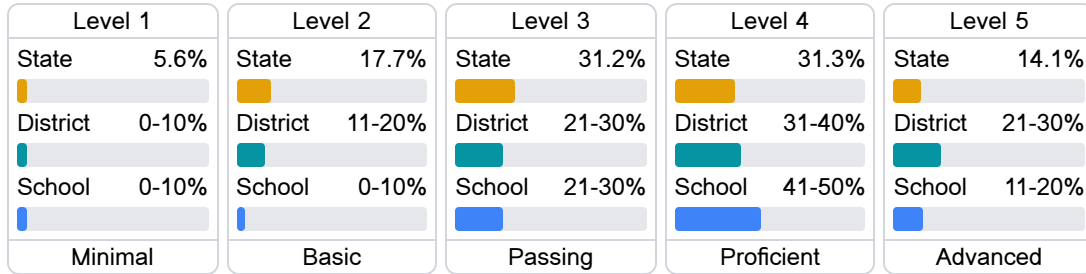 Level 1
State 5.6%
District 0-10%
School 0-10%
Minimal
Level 2
State 17.7%
District 11-20%
School 0-10%
Basic
Level 3
State 31.2%
District 21-30%
School 21-30%
Passing
Level 4
State 31.3%
District 31-40%
School 41-50%
Proficient
Level 5
State 14.1%
District 21-30%
School 11-20%
Advanced